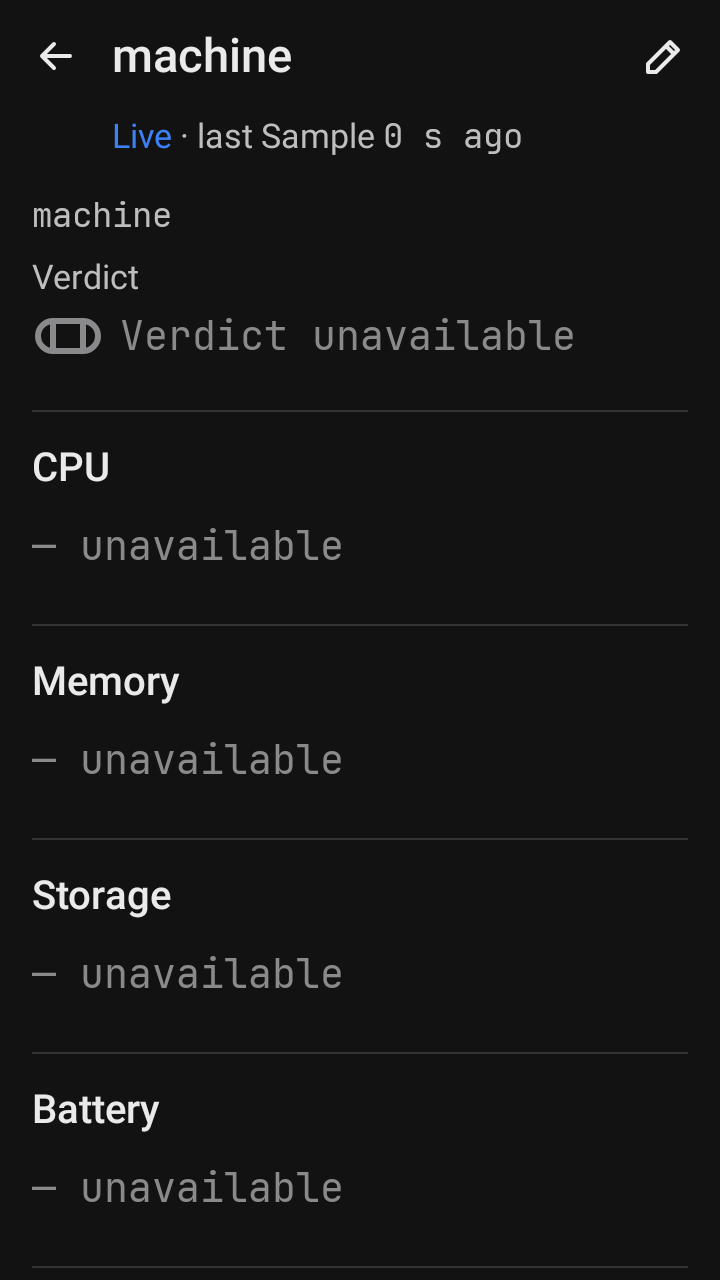 machine
Live · last Sample 0 s ago
machine
Verdict
Verdict unavailable
CPU
— unavailable
Memory
— unavailable
Storage
— unavailable
Battery
— unavailable